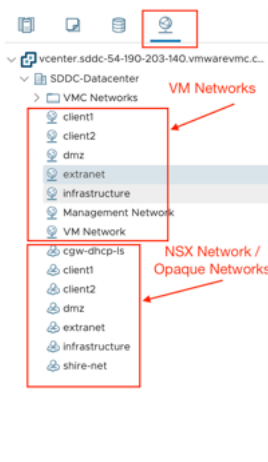 vcenter.sddc-54-190-203-140.vmwarevmc.c...
SDDC-Datacenter
VMC Networks
VM Networks
client1
client2
dmz
extranet
infrastructure
Management Network
VM Network
cgw-dhcp-ls
NSX Network /
Opaque Networks
client1
client2
dmz
extranet
infrastructure
shire-net